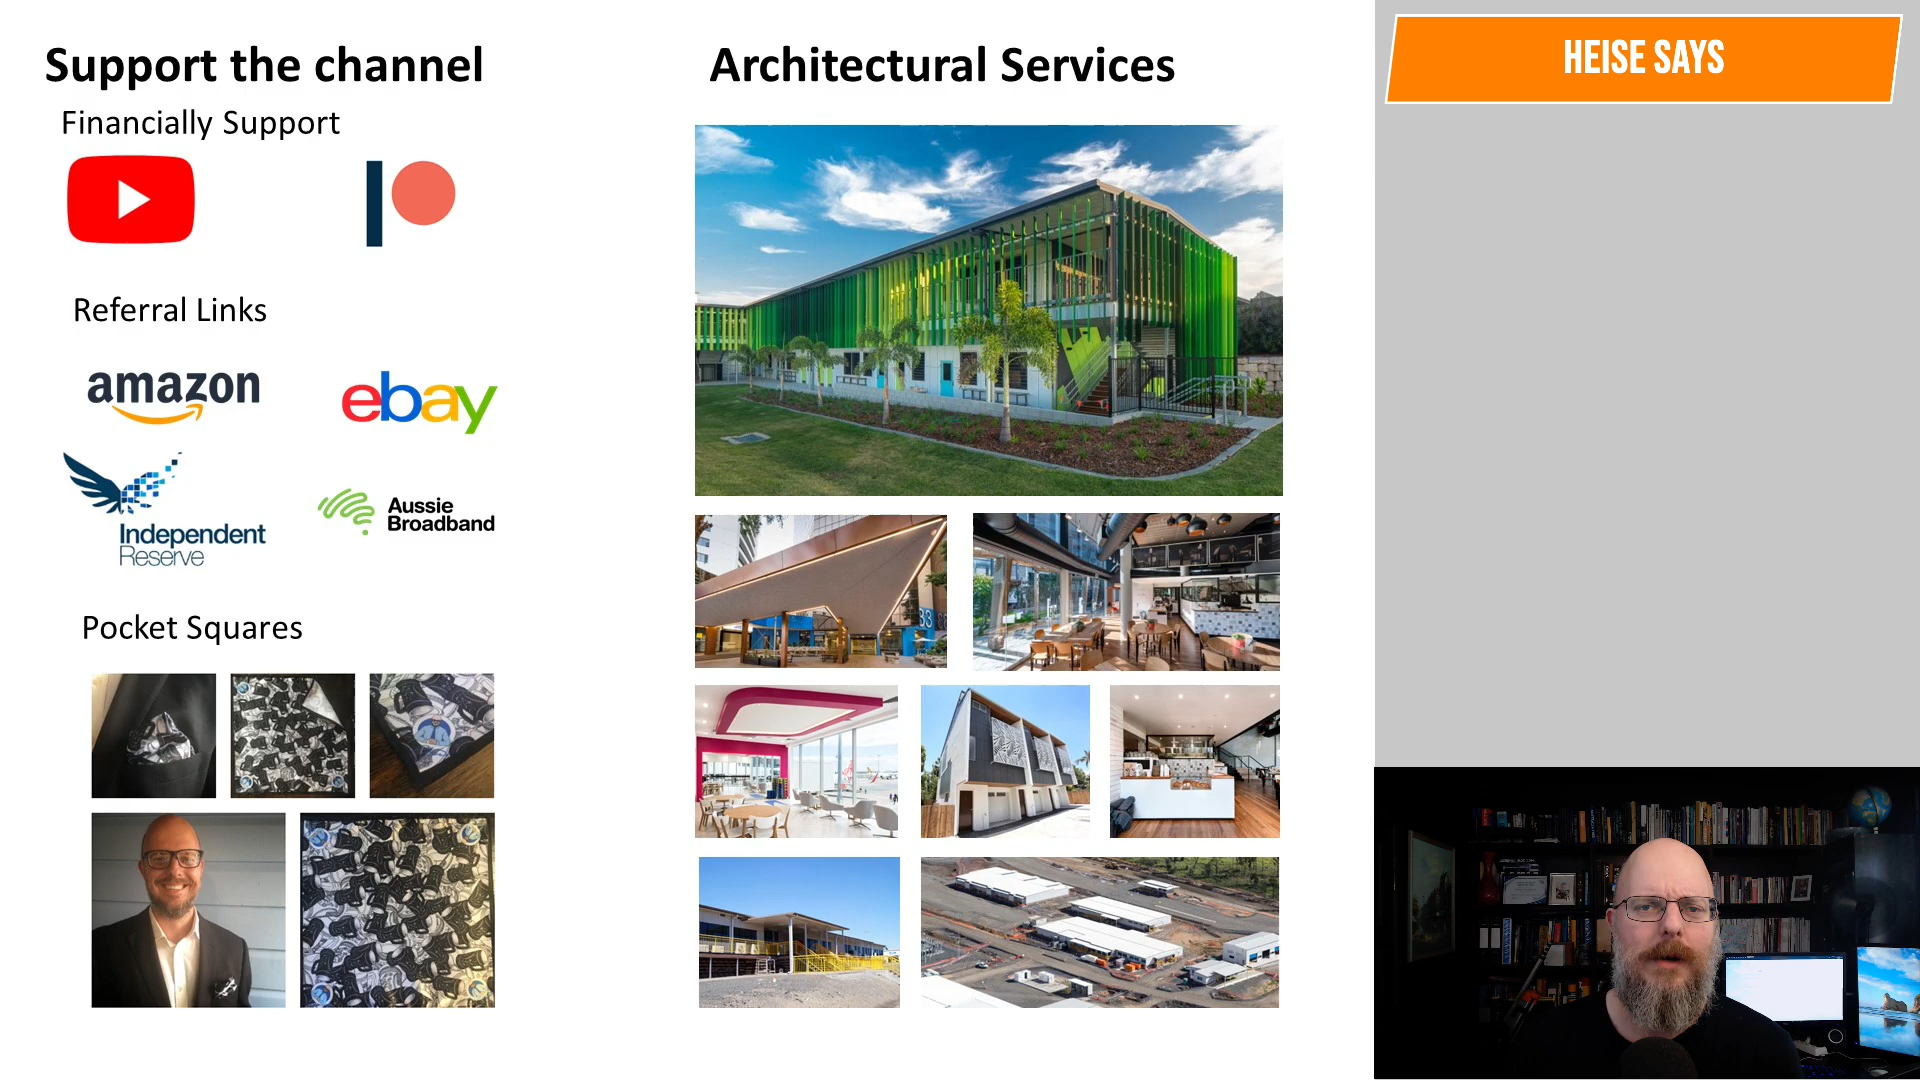 Support the channel
Financially Support
Referral Links
amazon
ebay
Independent
Reserve
Aussie
Broadband
Pocket Squares
Architectural Services
33
HEISE SAYS